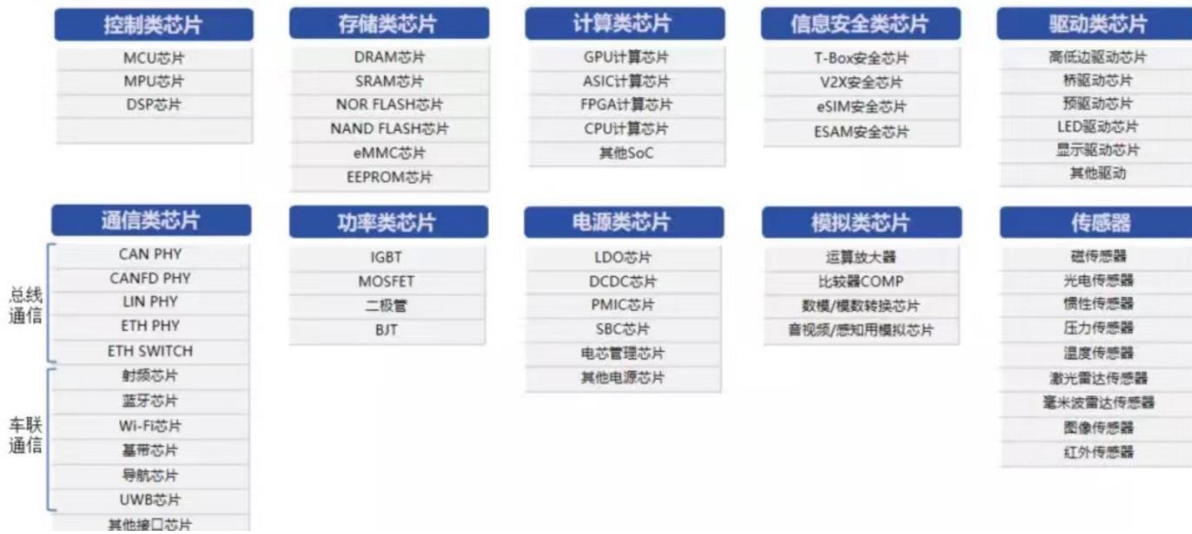 控制类芯片
MCU芯片
MPU芯片
DSP芯片
存储类芯片
DRAM芯片
SRAM芯片
NOR FLASH芯片
NAND FLASH芯片
eMMC芯片
EEPROM芯片
计算类芯片
GPU计算芯片
ASIC计算芯片
FPGA计算芯片
CPU计算芯片
其他SoC
信息安全类芯片
T-Box安全芯片
V2X安全芯片
eSIM安全芯片
ESAM安全芯片
驱动类芯片
高低边驱动芯片
桥驱动芯片
预驱动芯片
LED驱动芯片
显示驱动芯片
其他驱动
通信类芯片
总线
通信
CAN PHY
CANFD PHY
LIN PHY
ETH PHY
ETH SWITCH
车联
通信
射频芯片
蓝牙芯片
Wi-Fi芯片
基带芯片
导航芯片
UWB芯片
其他接口芯片
功率类芯片
IGBT
MOSFET
二极管
BJT
电源类芯片
LDO芯片
DCDC芯片
PMIC芯片
SBC芯片
电芯管理芯片
其他电源芯片
模拟类芯片
运算放大器
比较器COMP
数模/模数转换芯片
音视频/感知用模拟芯片
传感器
磁传感器
光电传感器
惯性传感器
压力传感器
温度传感器
激光雷达传感器
毫米波雷达传感器
图像传感器
红外传感器